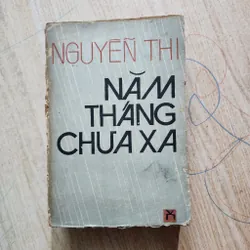 NGUYỄN THI
NĂM
THÁNG
CHƯA XA